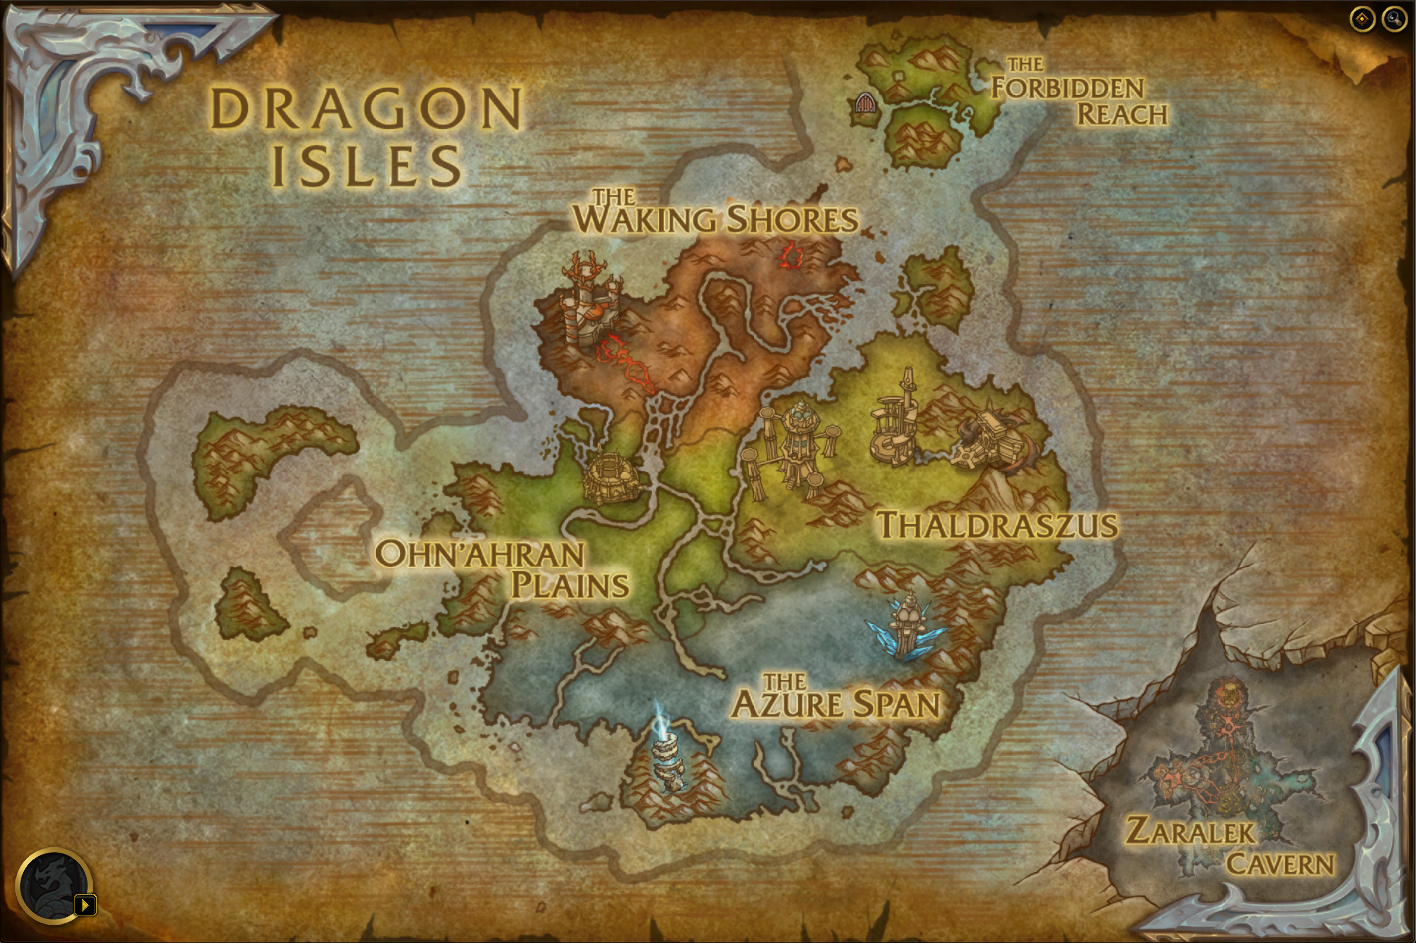 DRAGON
ISLES
THE
FORBIDDEN
REACH
THE
WAKING SHORES
THALDRASZUS
OHN'AHRAN
PLAINS
THE
AZURE SPAN
ZARALEK
CAVERN